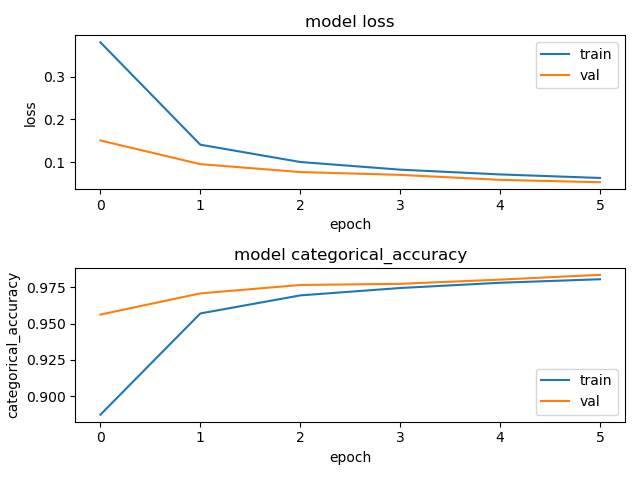 model loss
train
val
0.3
0.2
0.1
loss
0 1 2 3 4 5
epoch
model categorical_accuracy
0.975
0.950
0.925
0.900
categorical_accuracy
train
val
0 1 2 3 4 5
epoch